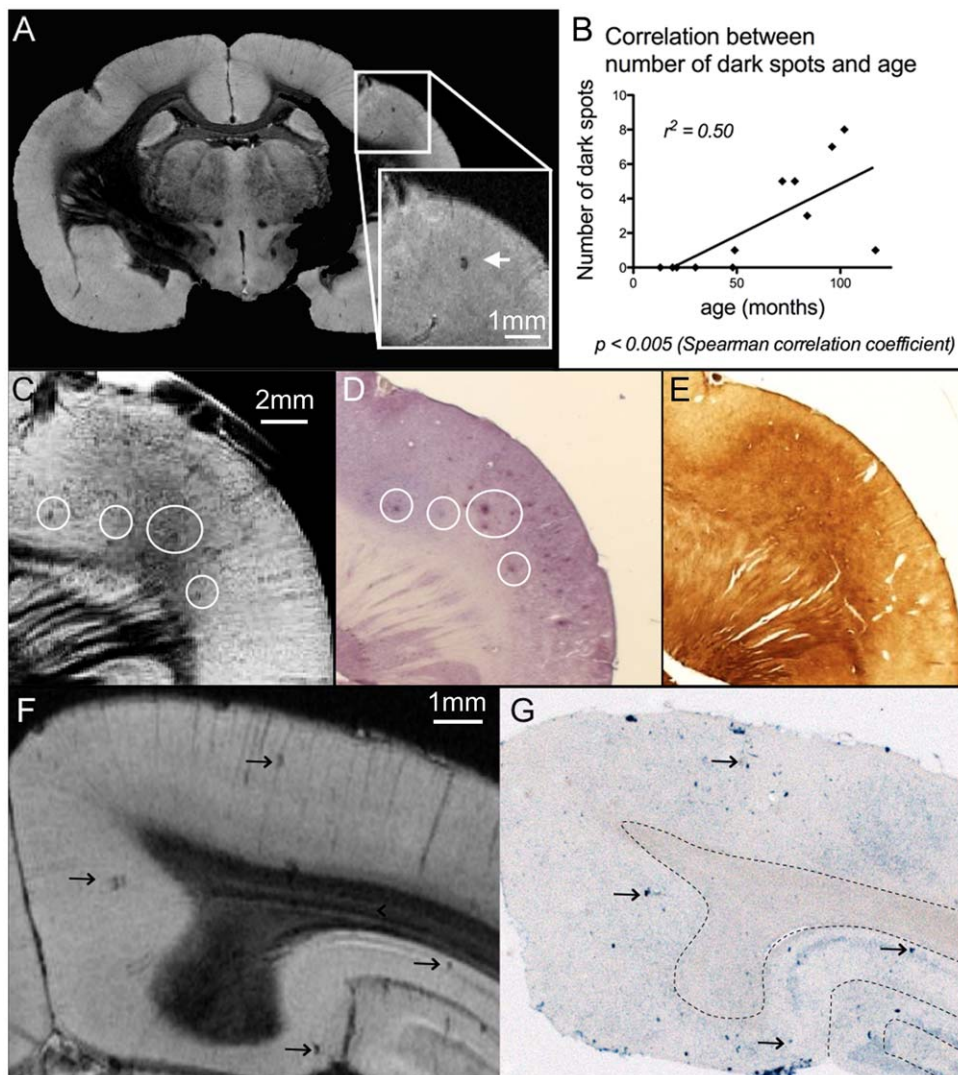 A
1mm
B
Correlation between
number of dark spots and age
r² = 0.50
Number of dark spots
10
8
6
4
2
0
0 50 100
age (months)
p < 0.005 (Spearman correlation coefficient)
C
2mm
D
E
F
1mm
G